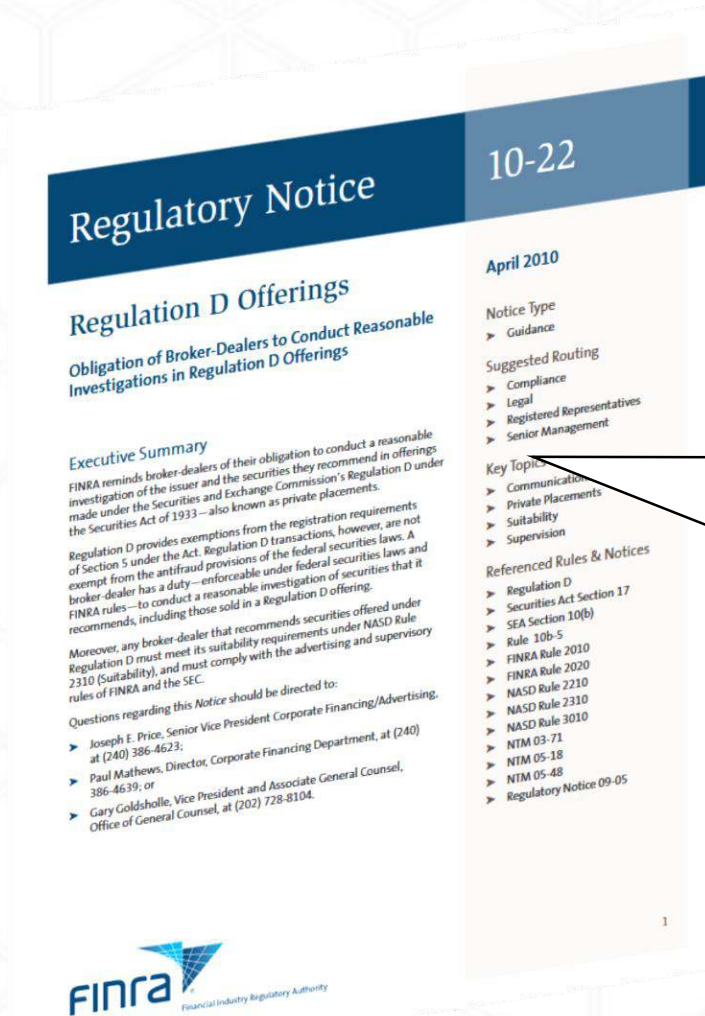 Regulatory Notice
10-22
Regulation D Offerings
Obligation of Broker-Dealers to Conduct Reasonable
Investigations in Regulation D Offerings
Executive Summary
FINRA reminds broker-dealers of their obligation to conduct a reasonable
investigation of the issuer and the securities they recommend in offerings
made under the Securities and Exchange Commission's Regulation D under
the Securities Act of 1933—also known as private placements.
Regulation D provides exemptions from the registration requirements
of Section 5 under the Act. Regulation D transactions, however, are not
exempt from the antifraud provisions of the federal securities laws. A
broker-dealer has a duty—enforceable under federal securities laws and
FINRA rules—to conduct a reasonable investigation of securities that it
recommends, including those sold in a Regulation D offering.
Moreover, any broker-dealer that recommends securities offered under
Regulation D must meet its suitability requirements under NASD Rule
2310 (Suitability), and must comply with the advertising and supervisory
rules of FINRA and the SEC.
Questions regarding this Notice should be directed to:
➤ Joseph E. Price, Senior Vice President Corporate Financing/Advertising,
at (240) 386-4623;
➤ Paul Mathews, Director, Corporate Financing Department, at (240)
386-4639; or
➤ Gary Goldsholle, Vice President and Associate General Counsel,
Office of General Counsel, at (202) 728-8104.
April 2010
Notice Type
➤ Guidance
Suggested Routing
➤ Compliance
➤ Legal
➤ Registered Representatives
➤ Senior Management
Key Topics
➤ Communication
➤ Private Placements
➤ Suitability
➤ Supervision
Referenced Rules & Notices
➤ Regulation D
➤ Securities Act Section 17
➤ SEA Section 10(b)
➤ Rule 10b-5
➤ FINRA Rule 2010
➤ FINRA Rule 2020
➤ NASD Rule 2210
➤ NASD Rule 2310
➤ NASD Rule 3010
➤ NTM 03-71
➤ NTM 05-18
➤ NTM 05-48
➤ Regulatory Notice 09-05
1
Finra
Financial Industry Regulatory Authority